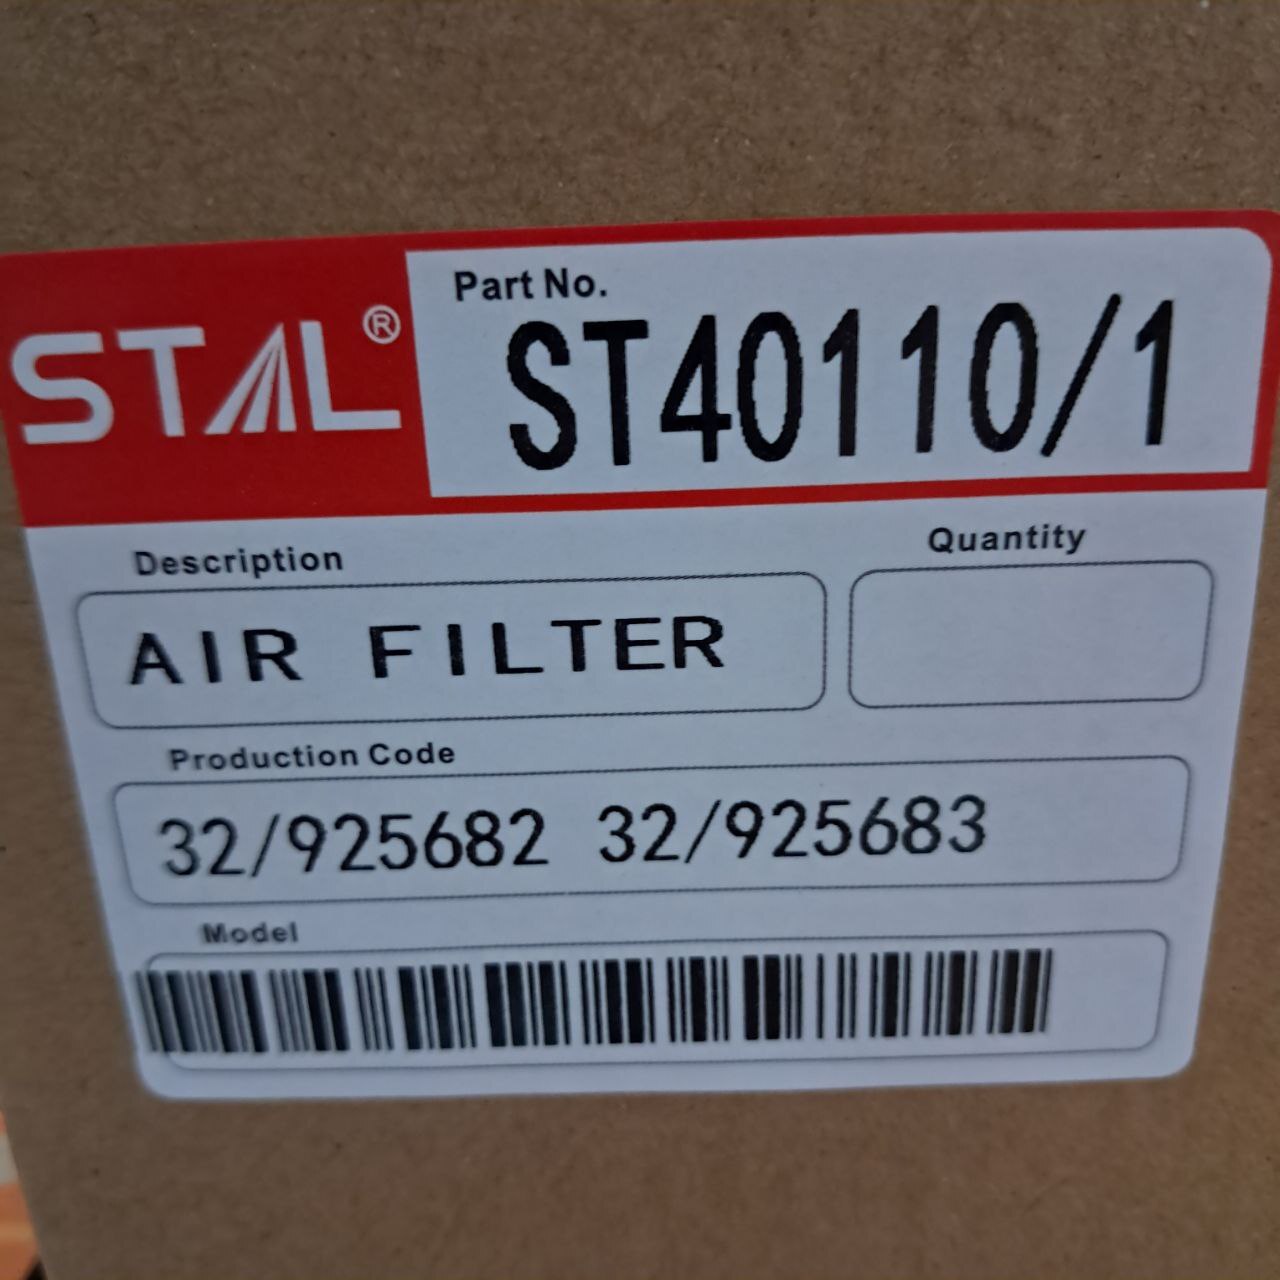 STAL®
Part No.
ST40110/1
Description
Quantity
AIR FILTER
Production Code
32/925682 32/925683
Model